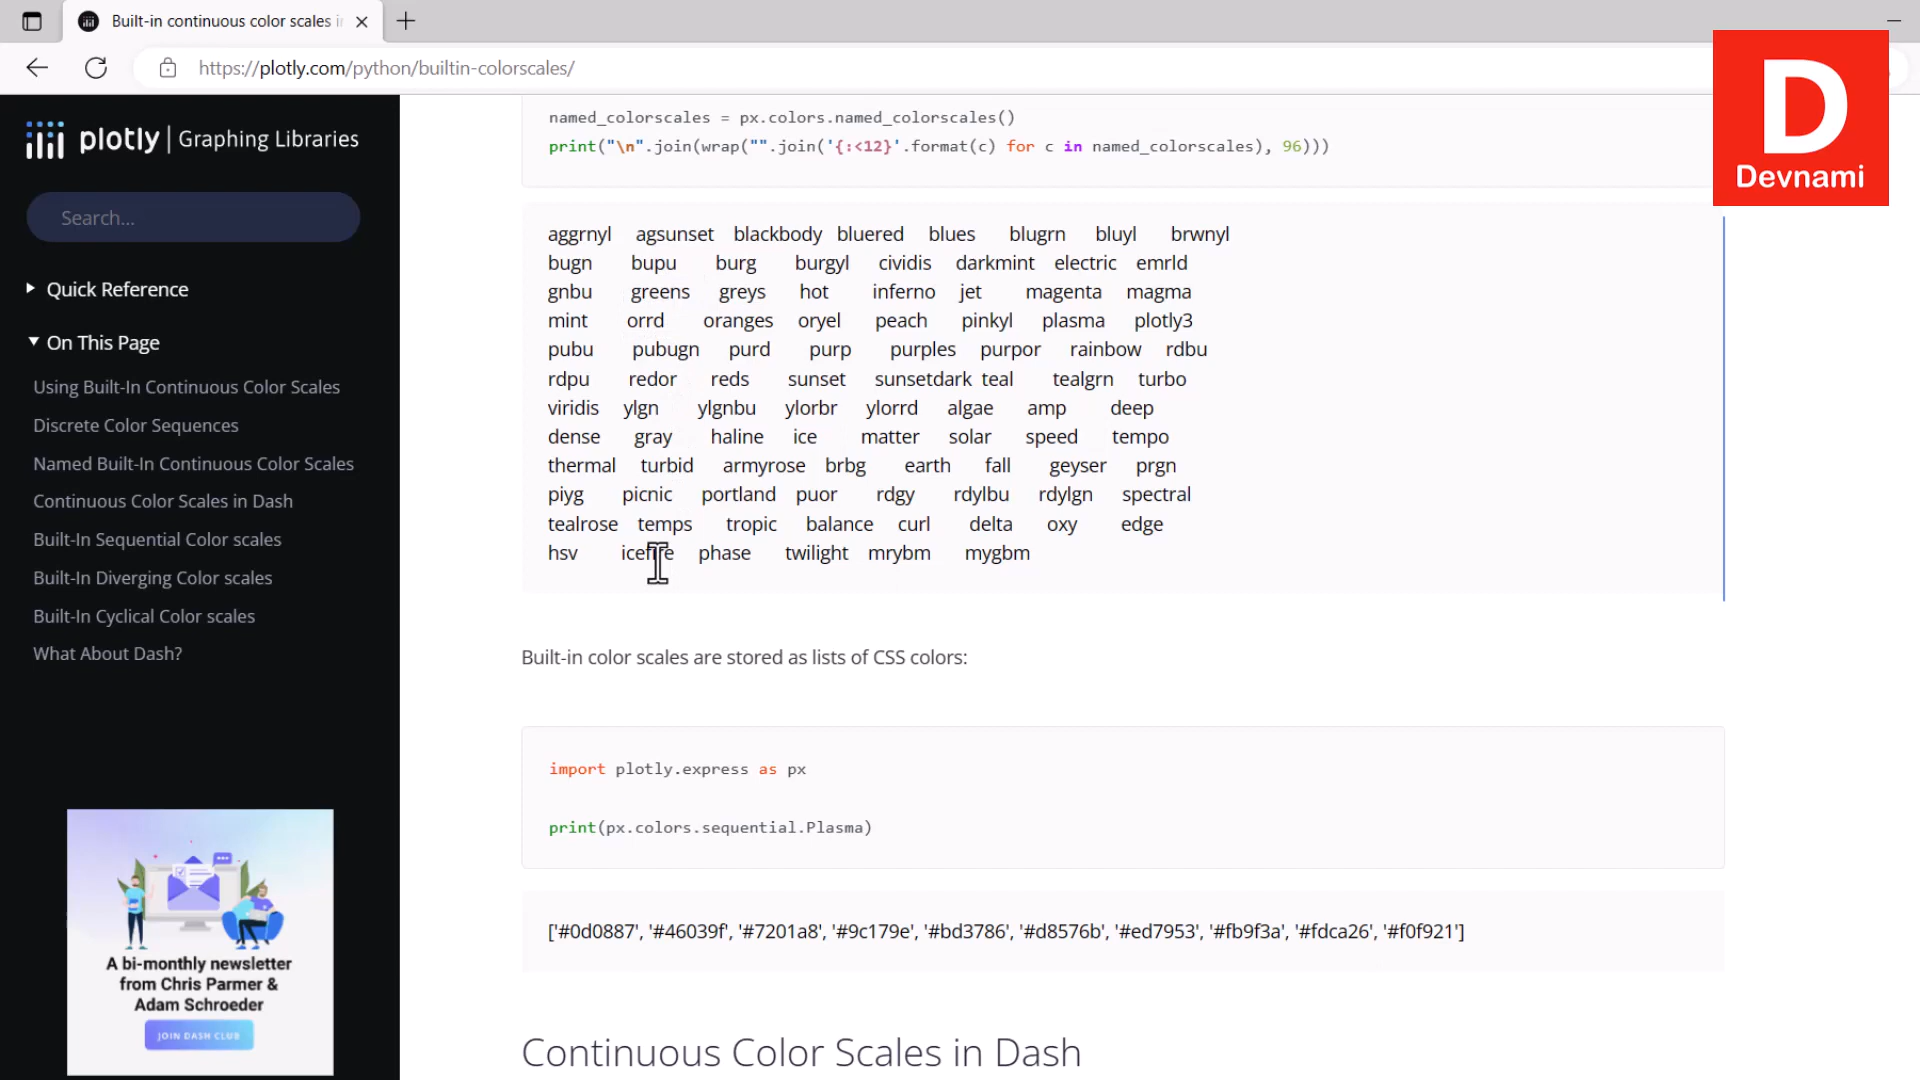 Built-in continuous color scales i
https://plotly.com/python/builtin-colorscales/
D
Devnami
plotly | Graphing Libraries
Search...
Quick Reference
On This Page
Using Built-In Continuous Color Scales
Discrete Color Sequences
Named Built-In Continuous Color Scales
Continuous Color Scales in Dash
Built-In Sequential Color scales
Built-In Diverging Color scales
Built-In Cyclical Color scales
What About Dash?
A bi-monthly newsletter
from Chris Parmer &
Adam Schroeder
JOIN DASH CLUB
named_colorscales = px.colors.named_colorscales()
print("\n".join(wrap("".join('{:<12}'.format(c) for c in named_colorscales), 96)))
aggrnyl agsunset blackbody bluered blues blugrn bluyl brwnyl
bugn bupu burg burgyl cividis darkmint electric emrld
gnbu greens greys hot inferno jet magenta magma
mint orrd oranges oryel peach pinkyl plasma plotly3
pubu pubugn purd purp purples purpor rainbow rdbu
rdpu redor reds sunset sunsetdark teal tealgrn turbo
viridis ylgn ylgnbu ylorbr ylorrd algae amp deep
dense gray haline ice matter solar speed tempo
thermal turbid armyrose brbg earth fall geyser prgn
piyg picnic portland puor rdgy rdylbu rdylgn spectral
tealrose temps tropic balance curl delta oxy edge
hsv icefire phase twilight mrybm mygbm
Built-in color scales are stored as lists of CSS colors:
import plotly.express as px
print(px.colors.sequential.Plasma)
['#0d0887', '#46039f', '#7201a8', '#9c179e', '#bd3786', '#d8576b', '#ed7953', '#fb9f3a', '#fdca26', '#f0f921']
Continuous Color Scales in Dash